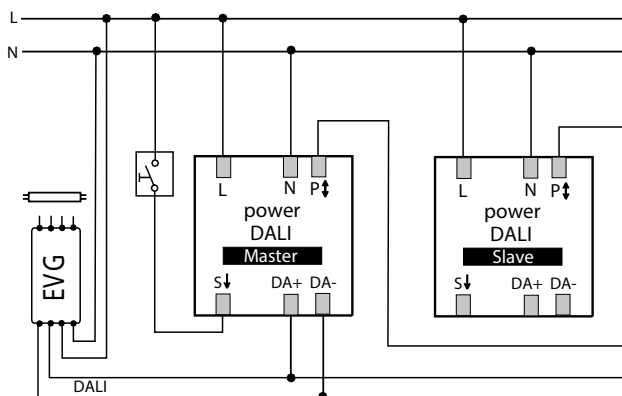 L
N
L N P
power
DALI
Master
S DA+ DA-
L N P
power
DALI
Slave
S DA+ DA-
EVG
DALI